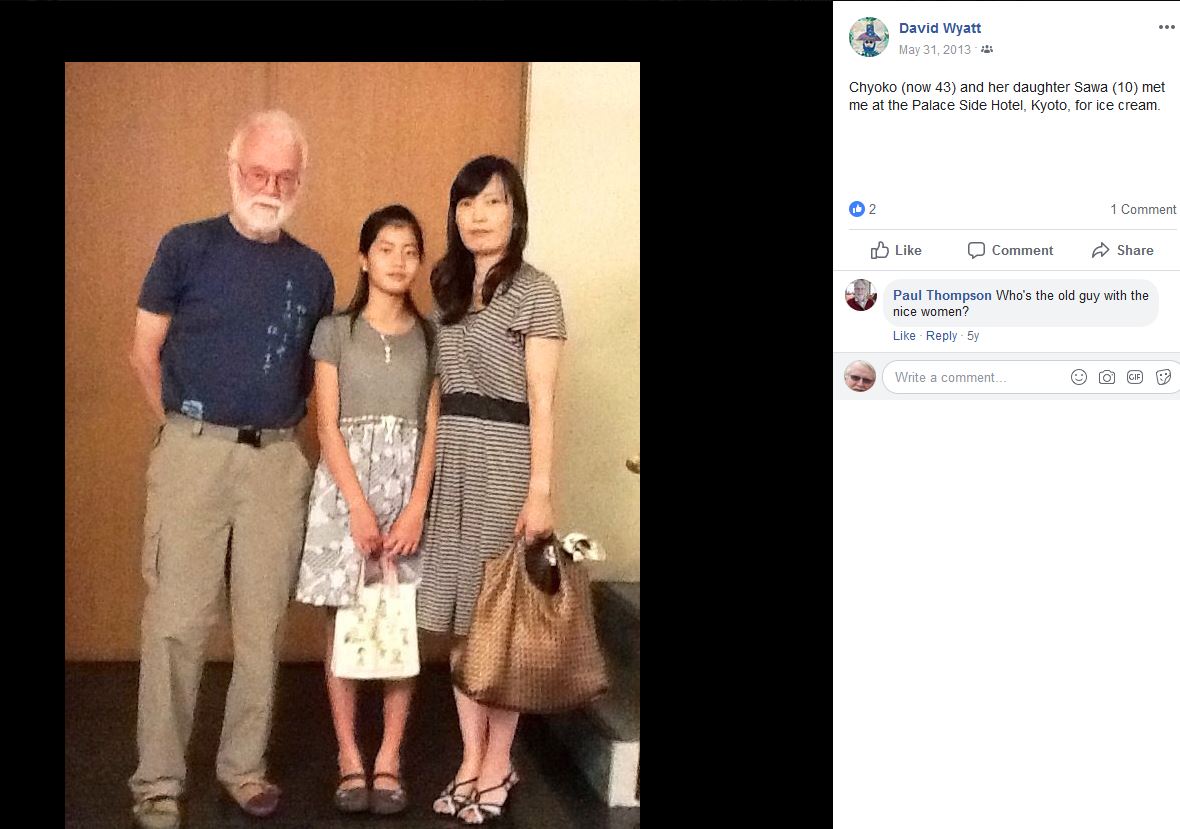 David Wyatt
May 31, 2013 ·
Chyoko (now 43) and her daughter Sawa (10) met
me at the Palace Side Hotel, Kyoto, for ice cream.
2
1 Comment
Like
Comment
Share
Paul Thompson Who's the old guy with the
nice women?
Like · Reply · 5y
Write a comment...
GIF